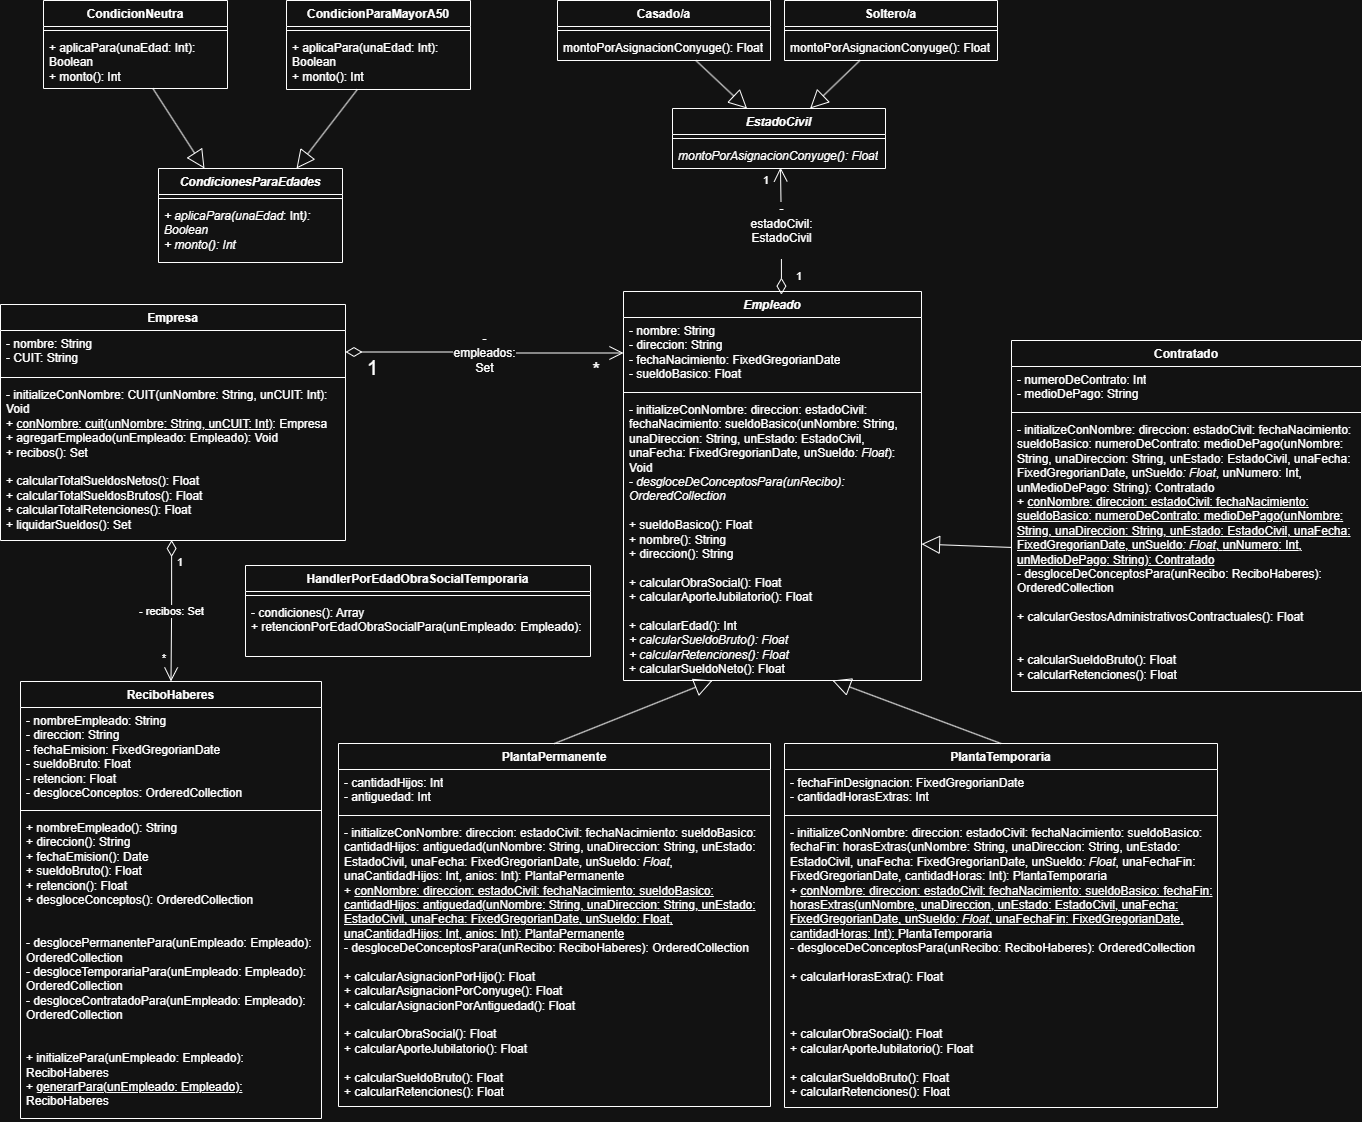 CondicionNeutra
+ aplicaPara(unaEdad: Int):
Boolean
+ monto(): Int
CondicionParaMayorA50
+ aplicaPara(unaEdad: Int):
Boolean
+ monto(): Int
Casado/a
montoPorAsignacionConyuge(): Float
Soltero/a
montoPorAsignacionConyuge(): Float
EstadoCivil
montoPorAsignacionConyuge(): Float
CondicionesParaEdades
+ aplicaPara(unaEdad: Int):
Boolean
+ monto(): Int
1
-
estadoCivil:
EstadoCivil
1
Empresa
- nombre: String
- CUIT: String
- initializeConNombre: CUIT(unNombre: String, unCUIT: Int):
Void
+ conNombre: cuit(unNombre: String, unCUIT: Int): Empresa
+ agregarEmpleado(unEmpleado: Empleado): Void
+ recibos(): Set
+ calcularTotalSueldosNetos(): Float
+ calcularTotalSueldosBrutos(): Float
+ calcularTotalRetenciones(): Float
+ liquidarSueldos(): Set
1
-
empleados:
Set
*
Empleado
- nombre: String
- direccion: String
- fechaNacimiento: FixedGregorianDate
- sueldoBasico: Float
- initializeConNombre: direccion: estadoCivil:
fechaNacimiento: sueldoBasico(unNombre: String,
unaDireccion: String, unEstado: EstadoCivil,
unaFecha: FixedGregorianDate, unSueldo: Float):
Void
- desgloceDeConceptosPara(unRecibo):
OrderedCollection
+ sueldoBasico(): Float
+ nombre(): String
+ direccion(): String
+ calcularObraSocial(): Float
+ calcularAporteJubilatorio(): Float
+ calcularEdad(): Int
+ calcularSueldoBruto(): Float
+ calcularRetenciones(): Float
+ calcularSueldoNeto(): Float
Contratado
- numeroDeContrato: Int
- medioDePago: String
- initializeConNombre: direccion: estadoCivil: fechaNacimiento:
sueldoBasico: numeroDeContrato: medioDePago(unNombre:
String, unaDireccion: String, unEstado: EstadoCivil, unaFecha:
FixedGregorianDate, unSueldo: Float, unNumero: Int,
unMedioDePago: String): Contratado
+ conNombre: direccion: estadoCivil: fechaNacimiento:
sueldoBasico: numeroDeContrato: medioDePago(unNombre:
String, unaDireccion: String, unEstado: EstadoCivil, unaFecha:
FixedGregorianDate, unSueldo: Float, unNumero: Int,
unMedioDePago: String): Contratado
- desgloceDeConceptosPara(unRecibo: ReciboHaberes):
OrderedCollection
+ calcularGestosAdministrativosContractuales(): Float
+ calcularSueldoBruto(): Float
+ calcularRetenciones(): Float
1
- recibos: Set
*
HandlerPorEdadObraSocialTemporaria
- condiciones(): Array
+ retencionPorEdadObraSocialPara(unEmpleado: Empleado):
ReciboHaberes
- nombreEmpleado: String
- direccion: String
- fechaEmision: FixedGregorianDate
- sueldoBruto: Float
- retencion: Float
- desgloceConceptos: OrderedCollection
+ nombreEmpleado(): String
+ direccion(): String
+ fechaEmision(): Date
+ sueldoBruto(): Float
+ retencion(): Float
+ desgloceConceptos(): OrderedCollection
- desglocePermanentePara(unEmpleado: Empleado):
OrderedCollection
- desgloceTemporariaPara(unEmpleado: Empleado):
OrderedCollection
- desgloceContratadoPara(unEmpleado: Empleado):
OrderedCollection
+ initializePara(unEmpleado: Empleado):
ReciboHaberes
+ generarPara(unEmpleado: Empleado):
ReciboHaberes
PlantaPermanente
- cantidadHijos: Int
- antiguedad: Int
- initializeConNombre: direccion: estadoCivil: fechaNacimiento: sueldoBasico:
cantidadHijos: antiguedad(unNombre: String, unaDireccion: String, unEstado:
EstadoCivil, unaFecha: FixedGregorianDate, unSueldo: Float,
unaCantidadHijos: Int, anios: Int): PlantaPermanente
+ conNombre: direccion: estadoCivil: fechaNacimiento: sueldoBasico:
cantidadHijos: antiguedad(unNombre: String, unaDireccion: String, unEstado:
EstadoCivil, unaFecha: FixedGregorianDate, unSueldo: Float,
unaCantidadHijos: Int, anios: Int): PlantaPermanente
- desgloceDeConceptosPara(unRecibo: ReciboHaberes): OrderedCollection
+ calcularAsignacionPorHijo(): Float
+ calcularAsignacionPorConyuge(): Float
+ calcularAsignacionPorAntiguedad(): Float
+ calcularObraSocial(): Float
+ calcularAporteJubilatorio(): Float
+ calcularSueldoBruto(): Float
+ calcularRetenciones(): Float
PlantaTemporaria
- fechaFinDesignacion: FixedGregorianDate
- cantidadHorasExtras: Int
- initializeConNombre: direccion: estadoCivil: fechaNacimiento: sueldoBasico:
fechaFin: horasExtras(unNombre: String, unaDireccion: String, unEstado:
EstadoCivil, unaFecha: FixedGregorianDate, unSueldo: Float, unaFechaFin:
FixedGregorianDate, cantidadHoras: Int): PlantaTemporaria
+ conNombre: direccion: estadoCivil: fechaNacimiento: sueldoBasico: fechaFin:
horasExtras(unNombre, unaDireccion, unEstado: EstadoCivil, unaFecha:
FixedGregorianDate, unSueldo: Float, unaFechaFin: FixedGregorianDate,
cantidadHoras: Int): PlantaTemporaria
- desgloceDeConceptosPara(unRecibo: ReciboHaberes): OrderedCollection
+ calcularHorasExtra(): Float
+ calcularObraSocial(): Float
+ calcularAporteJubilatorio(): Float
+ calcularSueldoBruto(): Float
+ calcularRetenciones(): Float